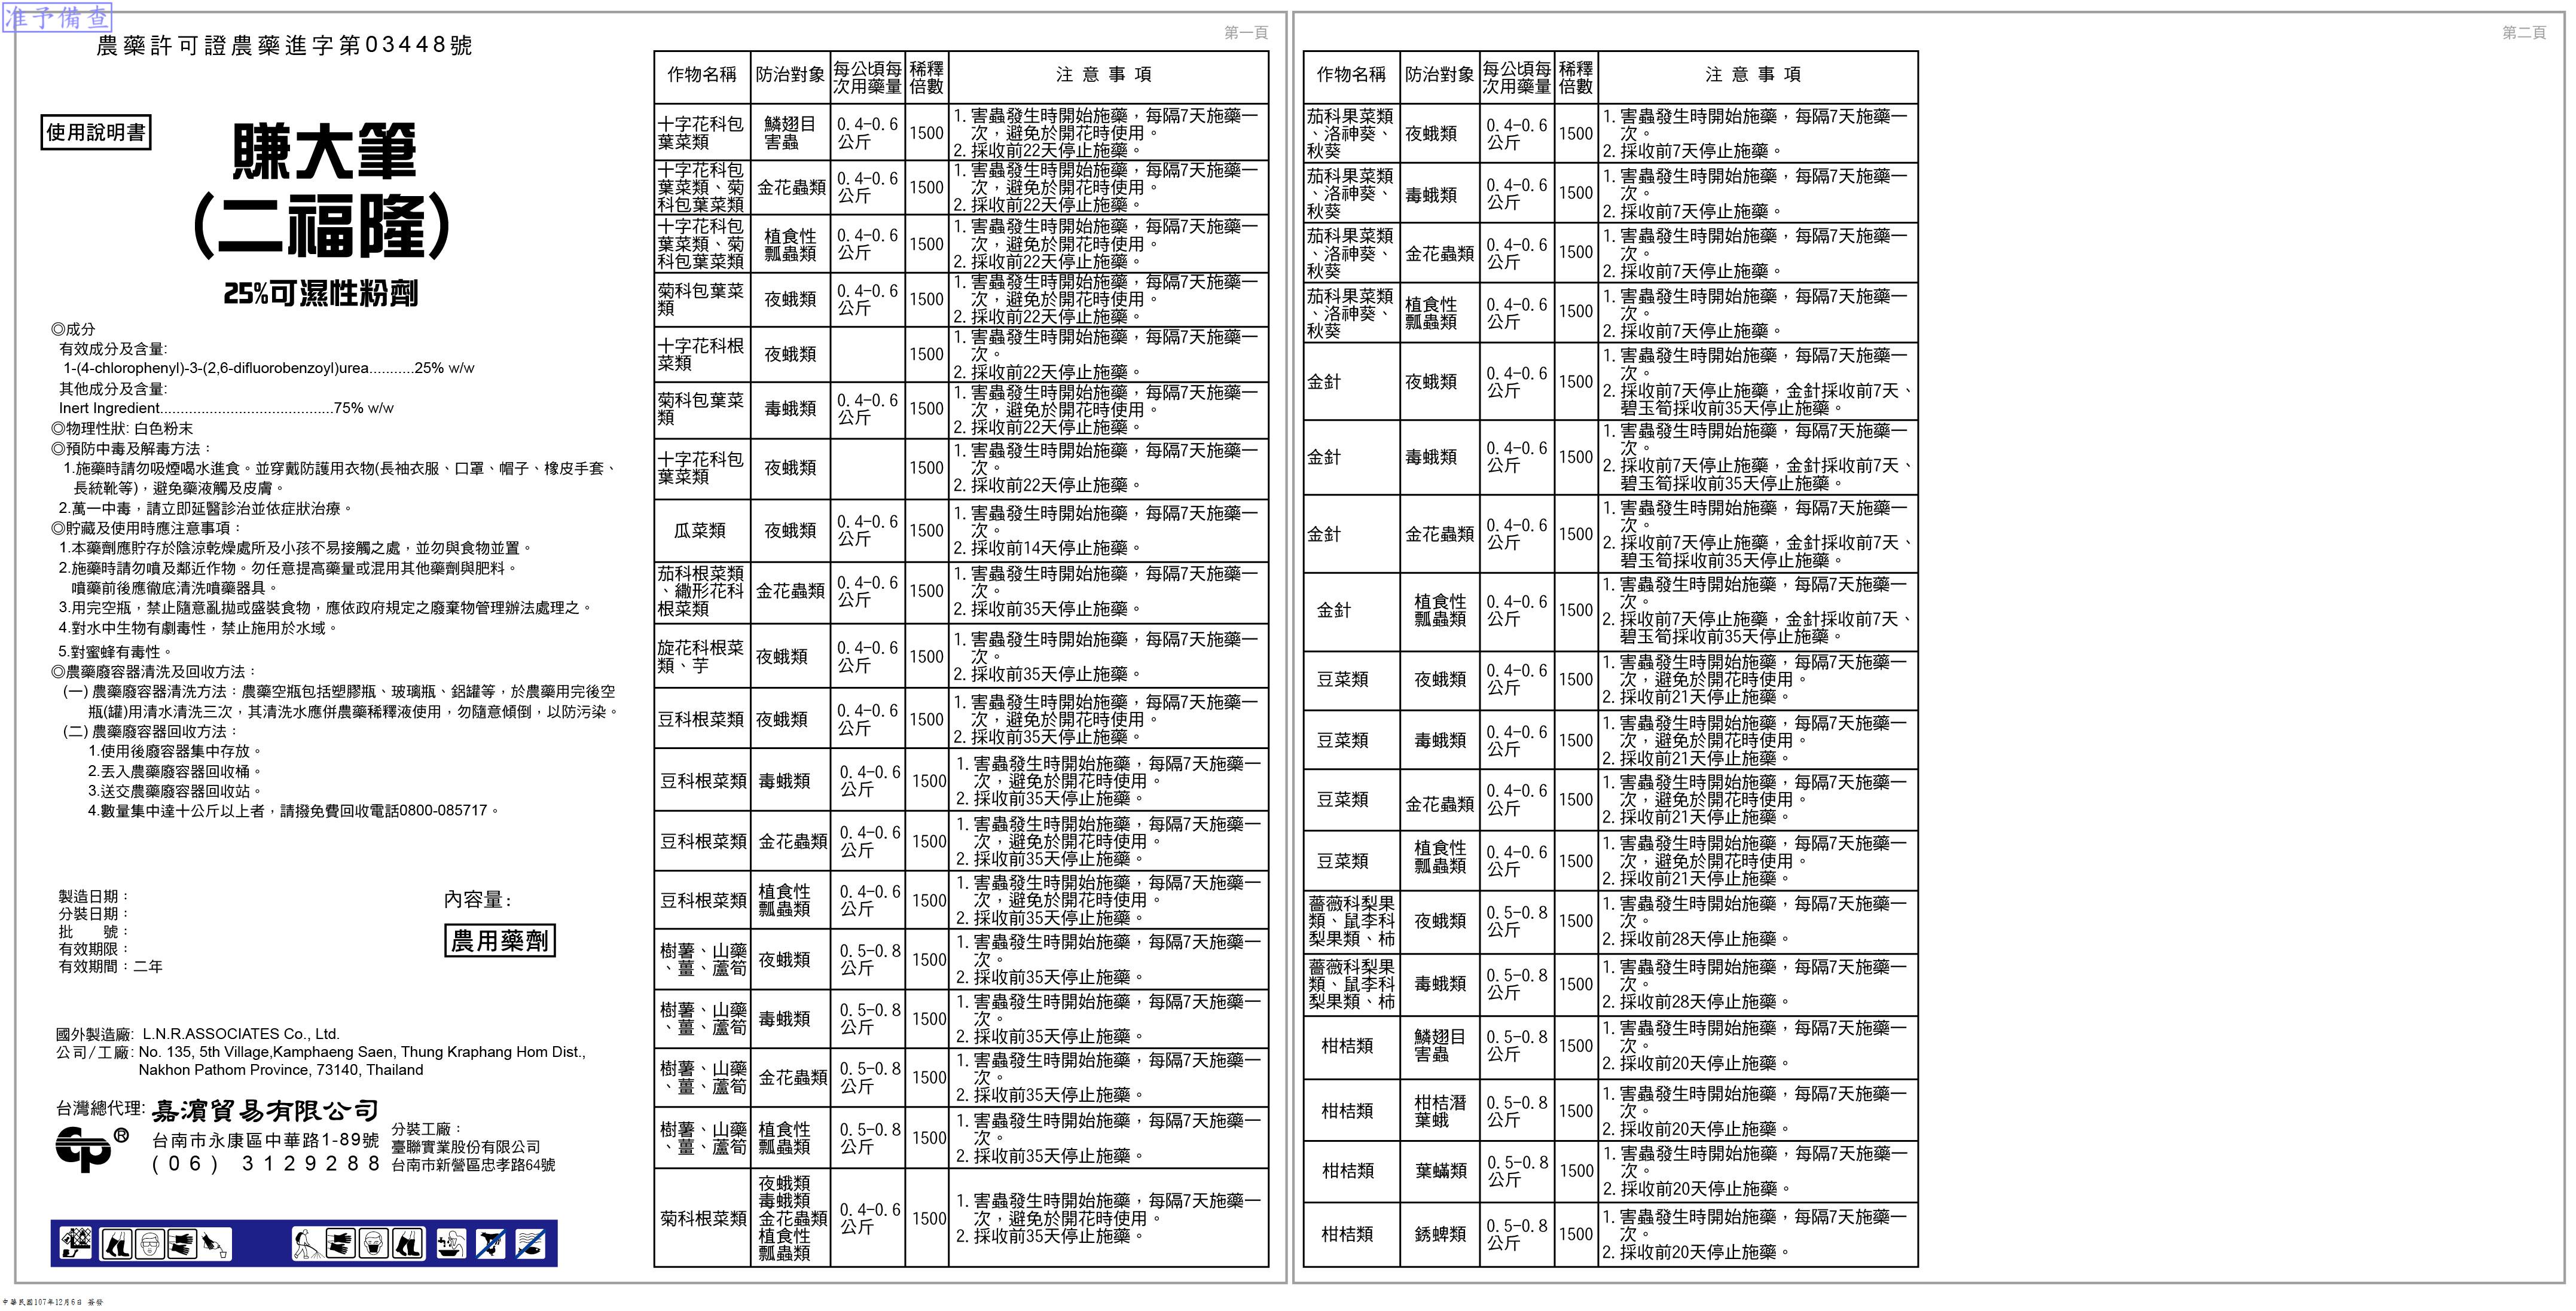 准予備查
農藥許可證農藥進字第03448號
使用說明書
賺大筆
(二福隆)
25%可濕性粉劑
◎成分
有效成分及含量:
1-(4-chlorophenyl)-3-(2,6-difluorobenzoyl)urea...........25% w/w
其他成分及含量:
Inert Ingredient..........................................75% w/w
◎物理性狀: 白色粉末
◎預防中毒及解毒方法：
1.施藥時請勿吸煙喝水進食。並穿戴防護用衣物(長袖衣服、口罩、帽子、橡皮手套、
長統靴等)，避免藥液觸及皮膚。
2.萬一中毒，請立即延醫診治並依症狀治療。
◎貯藏及使用時應注意事項：
1.本藥劑應貯存於陰涼乾燥處所及小孩不易接觸之處，並勿與食物並置。
2.施藥時請勿噴及鄰近作物。勿任意提高藥量或混用其他藥劑與肥料。
噴藥前後應徹底清洗噴藥器具。
3.用完空瓶，禁止隨意亂拋或盛裝食物，應依政府規定之廢棄物管理辦法處理之。
4.對水中生物有劇毒性，禁止施用於水域。
5.對蜜蜂有毒性。
◎農藥廢容器清洗及回收方法：
(一) 農藥廢容器清洗方法：農藥空瓶包括塑膠瓶、玻璃瓶、鋁罐等，於農藥用完後空
瓶(罐)用清水清洗三次，其清洗水應併農藥稀釋液使用，勿隨意傾倒，以防污染。
(二) 農藥廢容器回收方法：
1.使用後廢容器集中存放。
2.丟入農藥廢容器回收桶。
3.送交農藥廢容器回收站。
4.數量集中達十公斤以上者，請撥免費回收電話0800-085717。
製造日期：
分裝日期：
批　　號：
有效期限：
有效期間：二年
內容量:
農用藥劑
國外製造廠: L.N.R.ASSOCIATES Co., Ltd.
公司/工廠: No. 135, 5th Village,Kamphaeng Saen, Thung Kraphang Hom Dist.,
Nakhon Pathom Province, 73140, Thailand
台灣總代理: 嘉濵貿易有限公司
®
台南市永康區中華路1-89號
(06) 3129288
分裝工廠：
臺聯實業股份有限公司
台南市新營區忠孝路64號
第一頁
作物名稱 防治對象 每公頃每次用藥量 稀釋倍數 注意事項
十字花科包葉菜類 鱗翅目害蟲 0.4-0.6公斤 1500 1. 害蟲發生時開始施藥，每隔7天施藥一次，避免於開花時使用。
2. 採收前22天停止施藥。
十字花科包葉菜類、菊科包葉菜類 金花蟲類 0.4-0.6公斤 1500 1. 害蟲發生時開始施藥，每隔7天施藥一次，避免於開花時使用。
2. 採收前22天停止施藥。
十字花科包葉菜類、菊科包葉菜類 植食性瓢蟲類 0.4-0.6公斤 1500 1. 害蟲發生時開始施藥，每隔7天施藥一次，避免於開花時使用。
2. 採收前22天停止施藥。
菊科包葉菜類 夜蛾類 0.4-0.6公斤 1500 1. 害蟲發生時開始施藥，每隔7天施藥一次，避免於開花時使用。
2. 採收前22天停止施藥。
十字花科根菜類 夜蛾類 1500 1. 害蟲發生時開始施藥，每隔7天施藥一次。
2. 採收前22天停止施藥。
菊科包葉菜類 毒蛾類 0.4-0.6公斤 1500 1. 害蟲發生時開始施藥，每隔7天施藥一次，避免於開花時使用。
2. 採收前22天停止施藥。
十字花科包葉菜類 夜蛾類 1500 1. 害蟲發生時開始施藥，每隔7天施藥一次。
2. 採收前22天停止施藥。
瓜菜類 夜蛾類 0.4-0.6公斤 1500 1. 害蟲發生時開始施藥，每隔7天施藥一次。
2. 採收前14天停止施藥。
茄科根菜類、繖形花科根菜類 金花蟲類 0.4-0.6公斤 1500 1. 害蟲發生時開始施藥，每隔7天施藥一次。
2. 採收前35天停止施藥。
旋花科根菜類、芋 夜蛾類 0.4-0.6公斤 1500 1. 害蟲發生時開始施藥，每隔7天施藥一次。
2. 採收前35天停止施藥。
豆科根菜類 夜蛾類 0.4-0.6公斤 1500 1. 害蟲發生時開始施藥，每隔7天施藥一次，避免於開花時使用。
2. 採收前35天停止施藥。
豆科根菜類 毒蛾類 0.4-0.6公斤 1500 1. 害蟲發生時開始施藥，每隔7天施藥一次，避免於開花時使用。
2. 採收前35天停止施藥。
豆科根菜類 金花蟲類 0.4-0.6公斤 1500 1. 害蟲發生時開始施藥，每隔7天施藥一次，避免於開花時使用。
2. 採收前35天停止施藥。
豆科根菜類 植食性瓢蟲類 0.4-0.6公斤 1500 1. 害蟲發生時開始施藥，每隔7天施藥一次，避免於開花時使用。
2. 採收前35天停止施藥。
樹薯、山藥、薑、蘆筍 夜蛾類 0.5-0.8公斤 1500 1. 害蟲發生時開始施藥，每隔7天施藥一次。
2. 採收前35天停止施藥。
樹薯、山藥、薑、蘆筍 毒蛾類 0.5-0.8公斤 1500 1. 害蟲發生時開始施藥，每隔7天施藥一次。
2. 採收前35天停止施藥。
樹薯、山藥、薑、蘆筍 金花蟲類 0.5-0.8公斤 1500 1. 害蟲發生時開始施藥，每隔7天施藥一次。
2. 採收前35天停止施藥。
樹薯、山藥、薑、蘆筍 植食性瓢蟲類 0.5-0.8公斤 1500 1. 害蟲發生時開始施藥，每隔7天施藥一次。
2. 採收前35天停止施藥。
菊科根菜類 夜蛾類 毒蛾類 金花蟲類 植食性瓢蟲類 0.4-0.6公斤 1500 1. 害蟲發生時開始施藥，每隔7天施藥一次，避免於開花時使用。
2. 採收前35天停止施藥。
第二頁
作物名稱 防治對象 每公頃每次用藥量 稀釋倍數 注意事項
茄科果菜類、洛神葵、秋葵 夜蛾類 0.4-0.6公斤 1500 1. 害蟲發生時開始施藥，每隔7天施藥一次。
2. 採收前7天停止施藥。
茄科果菜類、洛神葵、秋葵 毒蛾類 0.4-0.6公斤 1500 1. 害蟲發生時開始施藥，每隔7天施藥一次。
2. 採收前7天停止施藥。
茄科果菜類、洛神葵、秋葵 金花蟲類 0.4-0.6公斤 1500 1. 害蟲發生時開始施藥，每隔7天施藥一次。
2. 採收前7天停止施藥。
茄科果菜類、洛神葵、秋葵 植食性瓢蟲類 0.4-0.6公斤 1500 1. 害蟲發生時開始施藥，每隔7天施藥一次。
2. 採收前7天停止施藥。
金針 夜蛾類 0.4-0.6公斤 1500 1. 害蟲發生時開始施藥，每隔7天施藥一次。
2. 採收前7天停止施藥，金針採收前7天、碧玉筍採收前35天停止施藥。
金針 毒蛾類 0.4-0.6公斤 1500 1. 害蟲發生時開始施藥，每隔7天施藥一次。
2. 採收前7天停止施藥，金針採收前7天、碧玉筍採收前35天停止施藥。
金針 金花蟲類 0.4-0.6公斤 1500 1. 害蟲發生時開始施藥，每隔7天施藥一次。
2. 採收前7天停止施藥，金針採收前7天、碧玉筍採收前35天停止施藥。
金針 植食性瓢蟲類 0.4-0.6公斤 1500 1. 害蟲發生時開始施藥，每隔7天施藥一次。
2. 採收前7天停止施藥，金針採收前7天、碧玉筍採收前35天停止施藥。
豆菜類 夜蛾類 0.4-0.6公斤 1500 1. 害蟲發生時開始施藥，每隔7天施藥一次，避免於開花時使用。
2. 採收前21天停止施藥。
豆菜類 毒蛾類 0.4-0.6公斤 1500 1. 害蟲發生時開始施藥，每隔7天施藥一次，避免於開花時使用。
2. 採收前21天停止施藥。
豆菜類 金花蟲類 0.4-0.6公斤 1500 1. 害蟲發生時開始施藥，每隔7天施藥一次，避免於開花時使用。
2. 採收前21天停止施藥。
豆菜類 植食性瓢蟲類 0.4-0.6公斤 1500 1. 害蟲發生時開始施藥，每隔7天施藥一次，避免於開花時使用。
2. 採收前21天停止施藥。
薔薇科梨果類、鼠李科梨果類、柿 夜蛾類 0.5-0.8公斤 1500 1. 害蟲發生時開始施藥，每隔7天施藥一次。
2. 採收前28天停止施藥。
薔薇科梨果類、鼠李科梨果類、柿 毒蛾類 0.5-0.8公斤 1500 1. 害蟲發生時開始施藥，每隔7天施藥一次。
2. 採收前28天停止施藥。
柑桔類 鱗翅目害蟲 0.5-0.8公斤 1500 1. 害蟲發生時開始施藥，每隔7天施藥一次。
2. 採收前20天停止施藥。
柑桔類 柑桔潛葉蛾 0.5-0.8公斤 1500 1. 害蟲發生時開始施藥，每隔7天施藥一次。
2. 採收前20天停止施藥。
柑桔類 葉蟎類 0.5-0.8公斤 1500 1. 害蟲發生時開始施藥，每隔7天施藥一次。
2. 採收前20天停止施藥。
柑桔類 銹蜱類 0.5-0.8公斤 1500 1. 害蟲發生時開始施藥，每隔7天施藥一次。
2. 採收前20天停止施藥。
中華民國107年12月6日 簽發